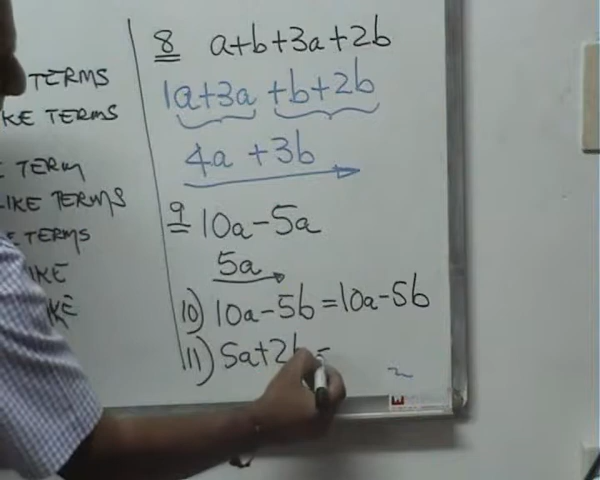 TERMS
KE TERMS
E TERM
LIKE TERMS
E TERMS
IKE
KE
8 a+b+3a+2b
1a+3a +b+2b
4a +3b
9 10a-5a
5a
10) 10a-5b=10a-5b
11) 5a+2b =